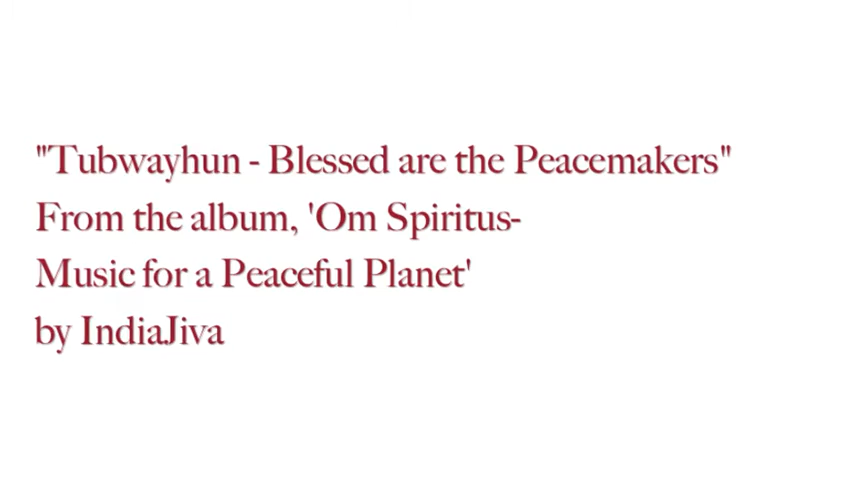 "Tubwayhun - Blessed are the Peacemakers"
From the album, 'Om Spiritus-
Music for a Peaceful Planet'
by IndiaJiva